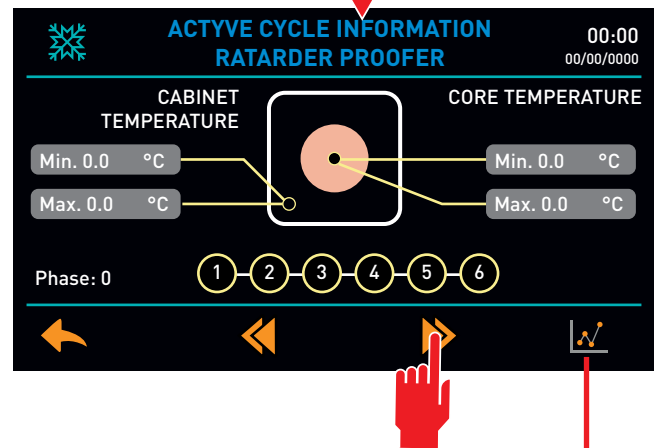 ACTYVE CYCLE INFORMATION
RATARDER PROOFER
00:00
00/00/0000
CABINET
TEMPERATURE
CORE TEMPERATURE
Min. 0.0 °C
Min. 0.0 °C
Max. 0.0 °C
Max. 0.0 °C
Phase: 0
1 2 3 4 5 6